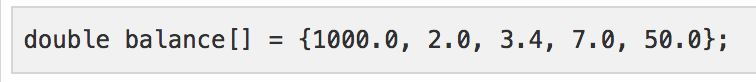 double balance[] = {1000.0, 2.0, 3.4, 7.0, 50.0};